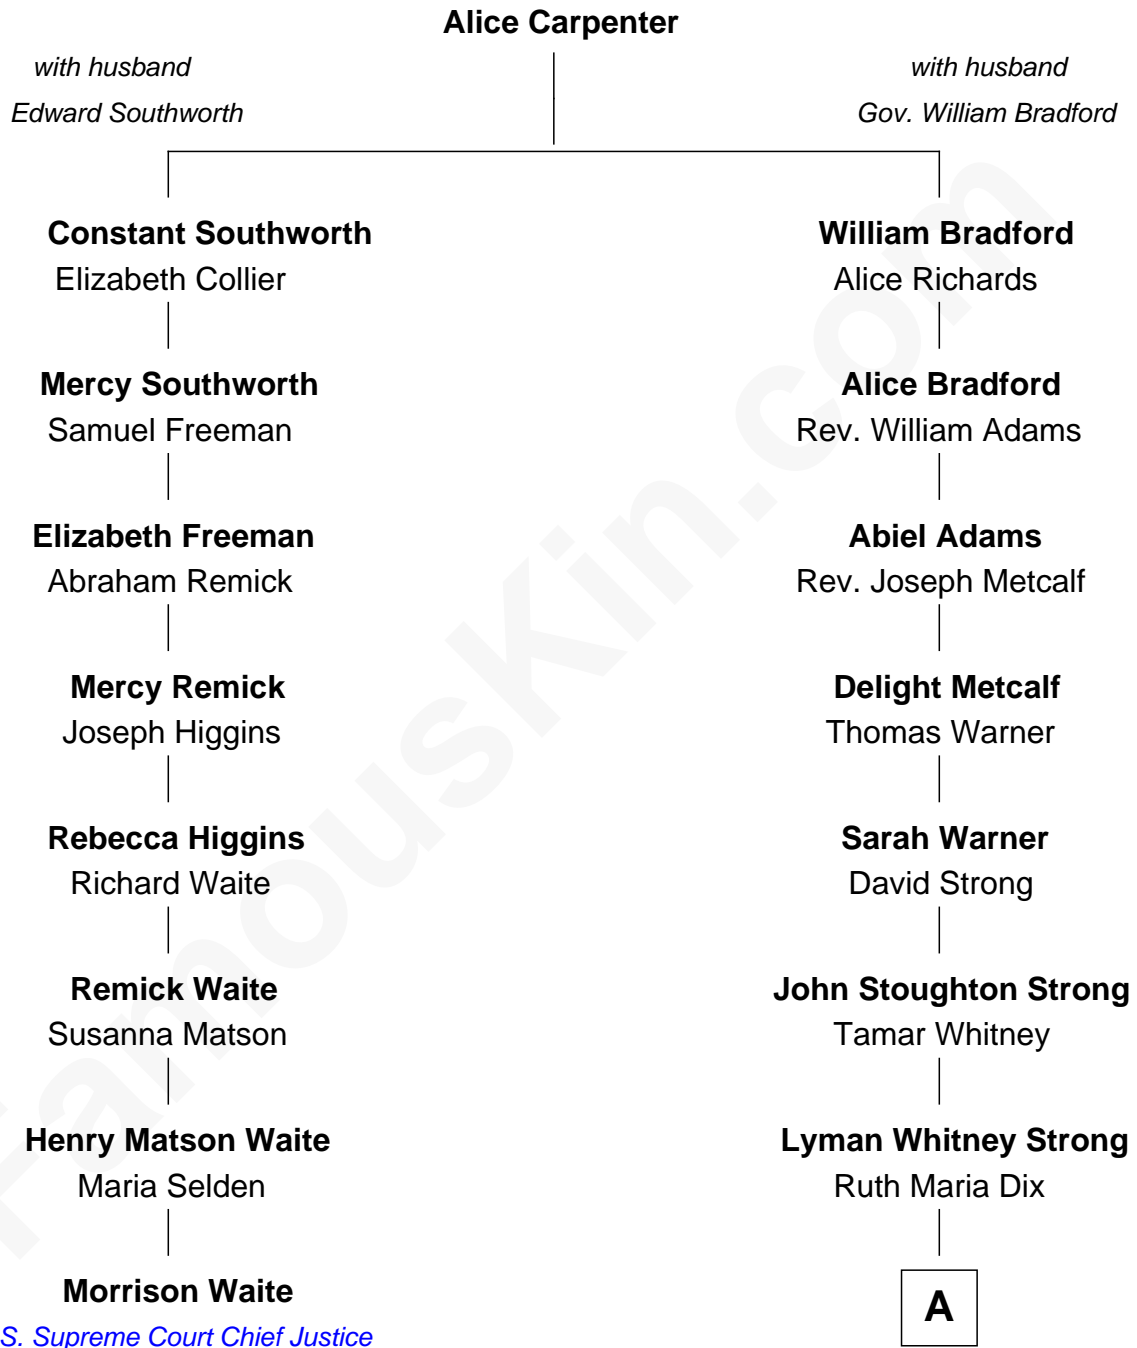 Alice Carpenter
with husband
Edward Southworth
with husband
Gov. William Bradford
Constant Southworth
Elizabeth Collier
William Bradford
Alice Richards
Mercy Southworth
Samuel Freeman
Alice Bradford
Rev. William Adams
Elizabeth Freeman
Abraham Remick
Abiel Adams
Rev. Joseph Metcalf
Mercy Remick
Joseph Higgins
Delight Metcalf
Thomas Warner
Rebecca Higgins
Richard Waite
Sarah Warner
David Strong
Remick Waite
Susanna Matson
John Stoughton Strong
Tamar Whitney
Henry Matson Waite
Maria Selden
Lyman Whitney Strong
Ruth Maria Dix
Morrison Waite
S. Supreme Court Chief Justice
A
FamousKin.com